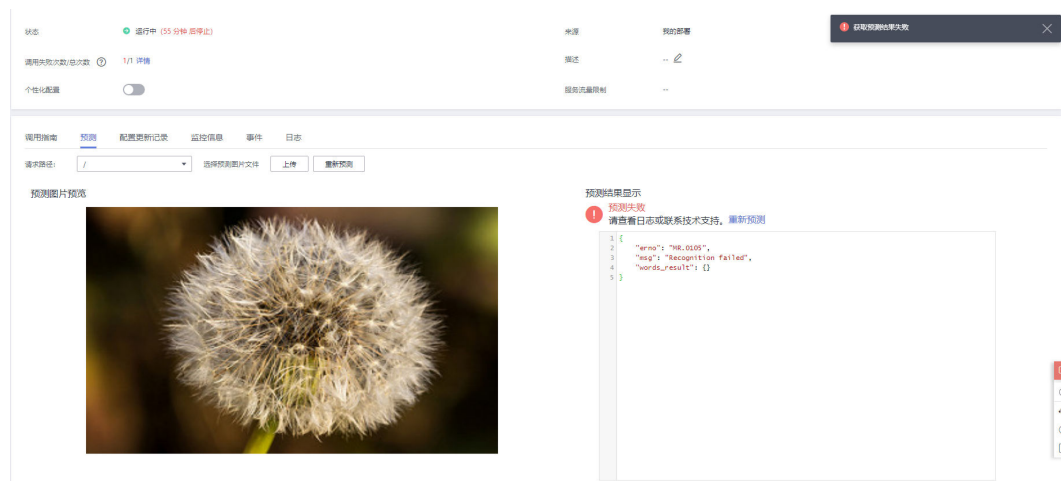 获取预测结果失败
状态 运行中 (55 分钟 后停止) 来源 我的部署
调用失败次数/总次数 1/1 详情 描述 --
个性化配置 服务流量限制 --
调用指南 预测 配置更新记录 监控信息 事件 日志
请求路径: / 选择预测图片文件 上传 重新预测
预测图片预览
预测结果显示
预测失败
请查看日志或联系技术支持。重新预测
1 {
2 "erno": "MR.0105",
3 "msg": "Recognition failed",
4 "words_result": {}
5 }